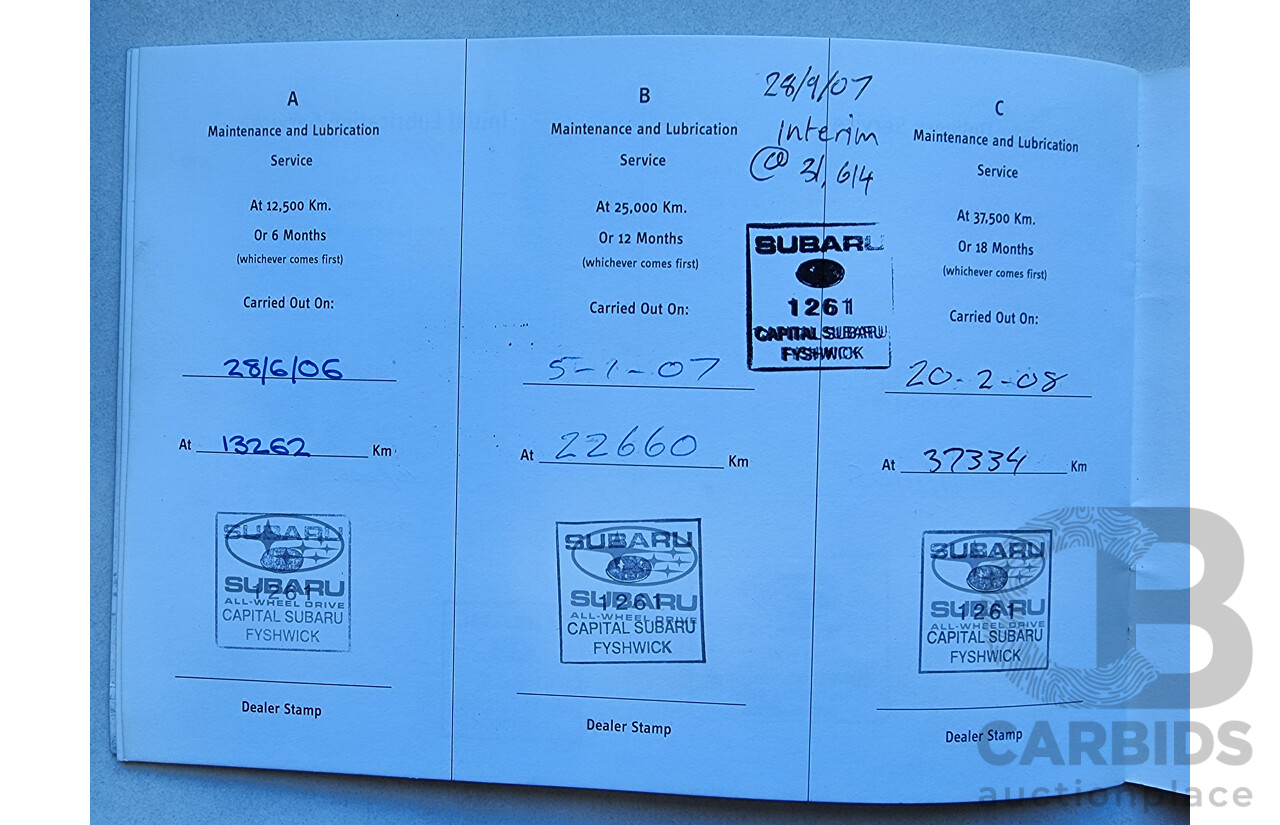 A
Maintenance and Lubrication
Service
At 12,500 Km.
Or 6 Months
(whichever comes first)
Carried Out On:
28/6/06
At 13262 Km
SUBARU
SUBARU
1261
ALL-WHEEL DRIVE
CAPITAL SUBARU
FYSHWICK
Dealer Stamp
B
Maintenance and Lubrication
Service
At 25,000 Km.
Or 12 Months
(whichever comes first)
Carried Out On:
5-1-07
At 22660 Km
SUBARU
SUBARU
1261
ALL-WHEEL DRIVE
CAPITAL SUBARU
FYSHWICK
Dealer Stamp
28/9/07
Interim
@ 31,614
SUBARU
1261
CAPITAL SUBARU
FYSHWICK
C
Maintenance and Lubrication
Service
At 37,500 Km.
Or 18 Months
(whichever comes first)
Carried Out On:
20-2-08
At 37334 Km
SUBARU
SUBARU
1261
ALL-WHEEL DRIVE
CAPITAL SUBARU
FYSHWICK
Dealer Stamp
CARBIDS
auctionplace